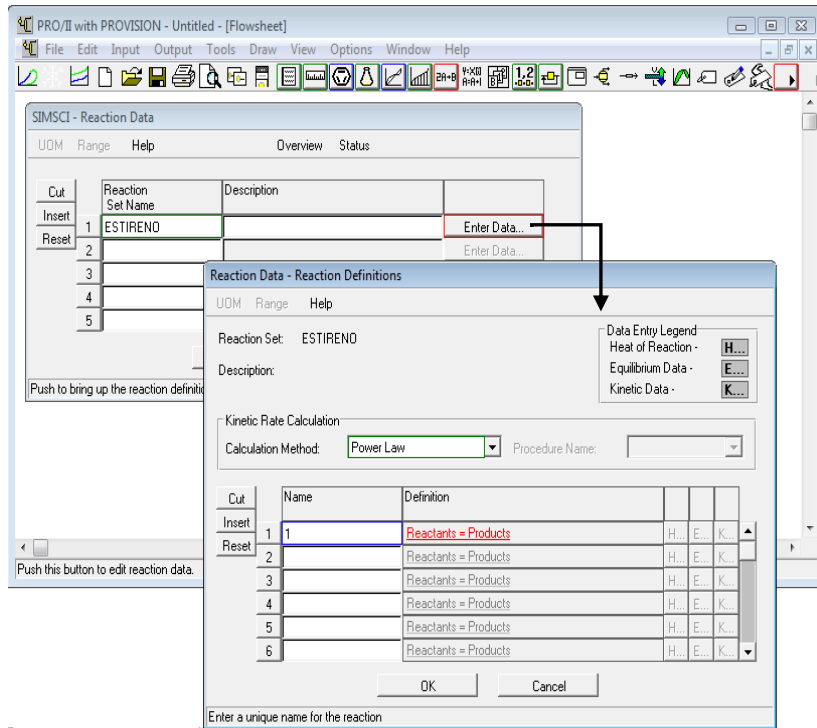 PRO/II with PROVISION - Untitled - [Flowsheet]
File Edit Input Output Tools Draw View Options Window Help
SIMSCI - Reaction Data
UOM Range Help Overview Status
Cut
Insert
Reset
Reaction Set Name Description
1 ESTIRENO Enter Data...
2 Enter Data...
3
4
5
Push to bring up the reaction definitio
Push this button to edit reaction data.
Reaction Data - Reaction Definitions
UOM Range Help
Reaction Set: ESTIRENO
Description:
Data Entry Legend
Heat of Reaction - H...
Equilibrium Data - E...
Kinetic Data - K...
Kinetic Rate Calculation
Calculation Method: Power Law Procedure Name:
Cut
Insert
Reset
Name Definition
1 1 Reactants = Products H... E... K...
2 Reactants = Products H... E... K...
3 Reactants = Products H... E... K...
4 Reactants = Products H... E... K...
5 Reactants = Products H... E... K...
6 Reactants = Products H... E... K...
OK Cancel
Enter a unique name for the reaction